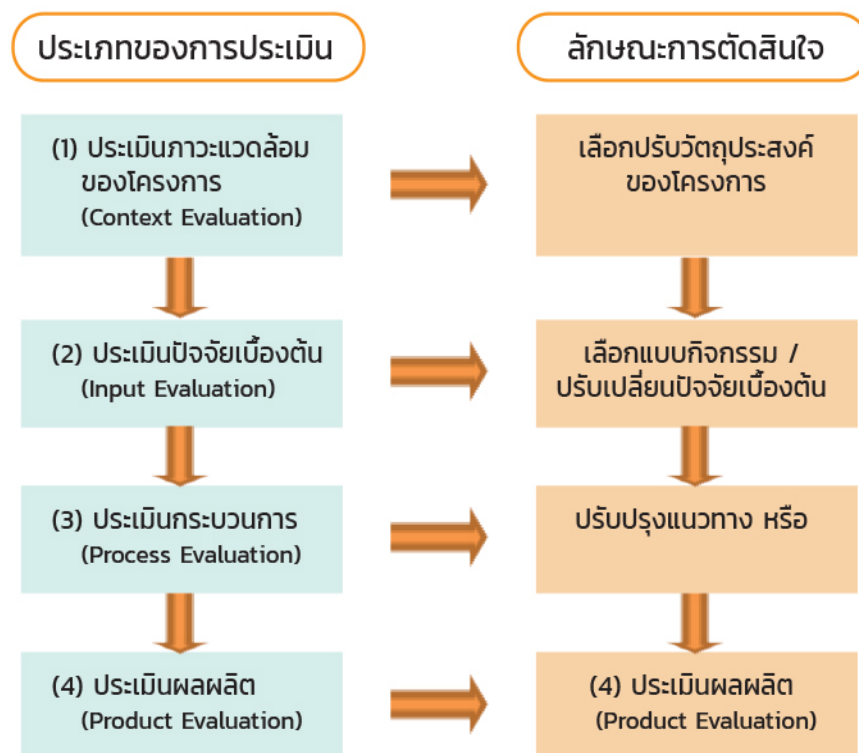 ประเภทของการประเมิน
ลักษณะการตัดสินใจ
(1) ประเมินภาวะแวดล้อม
ของโครงการ
(Context Evaluation)
เลือกปรับวัตถุประสงค์
ของโครงการ
(2) ประเมินปัจจัยเบื้องต้น
(Input Evaluation)
เลือกแบบกิจกรรม /
ปรับเปลี่ยนปัจจัยเบื้องต้น
(3) ประเมินกระบวนการ
(Process Evaluation)
ปรับปรุงแนวทาง หรือ
(4) ประเมินผลผลิต
(Product Evaluation)
(4) ประเมินผลผลิต
(Product Evaluation)